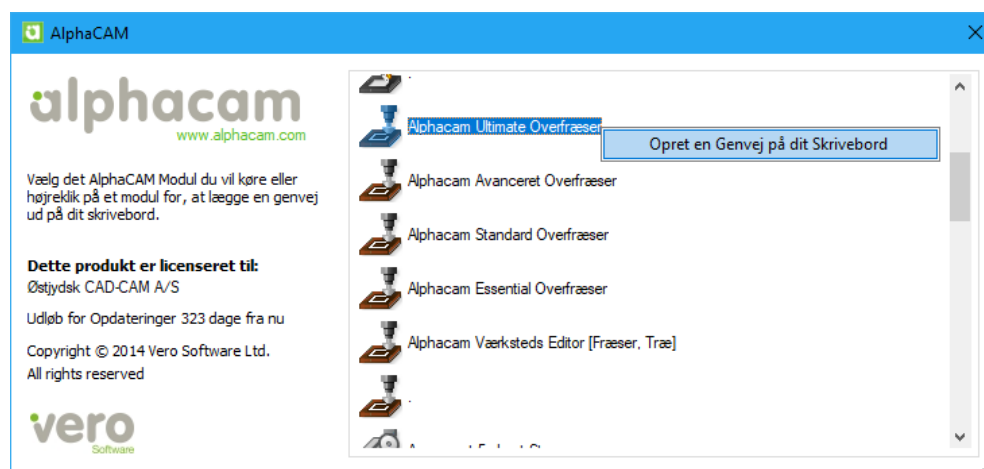 AlphaCAM
alphacam
www.alphacam.com
Vælg det AlphaCAM Modul du vil køre eller
højreklik på et modul for, at lægge en genvej
ud på dit skrivebord.
Dette produkt er licenseret til:
Østjydsk CAD-CAM A/S
Udløb for Opdateringer 323 dage fra nu
Copyright © 2014 Vero Software Ltd.
All rights reserved
vero
Software
.
Alphacam Ultimate Overfræser
Opret en Genvej på dit Skrivebord
Alphacam Avanceret Overfræser
Alphacam Standard Overfræser
Alphacam Essential Overfræser
Alphacam Værksteds Editor [Fræser, Træ]
.